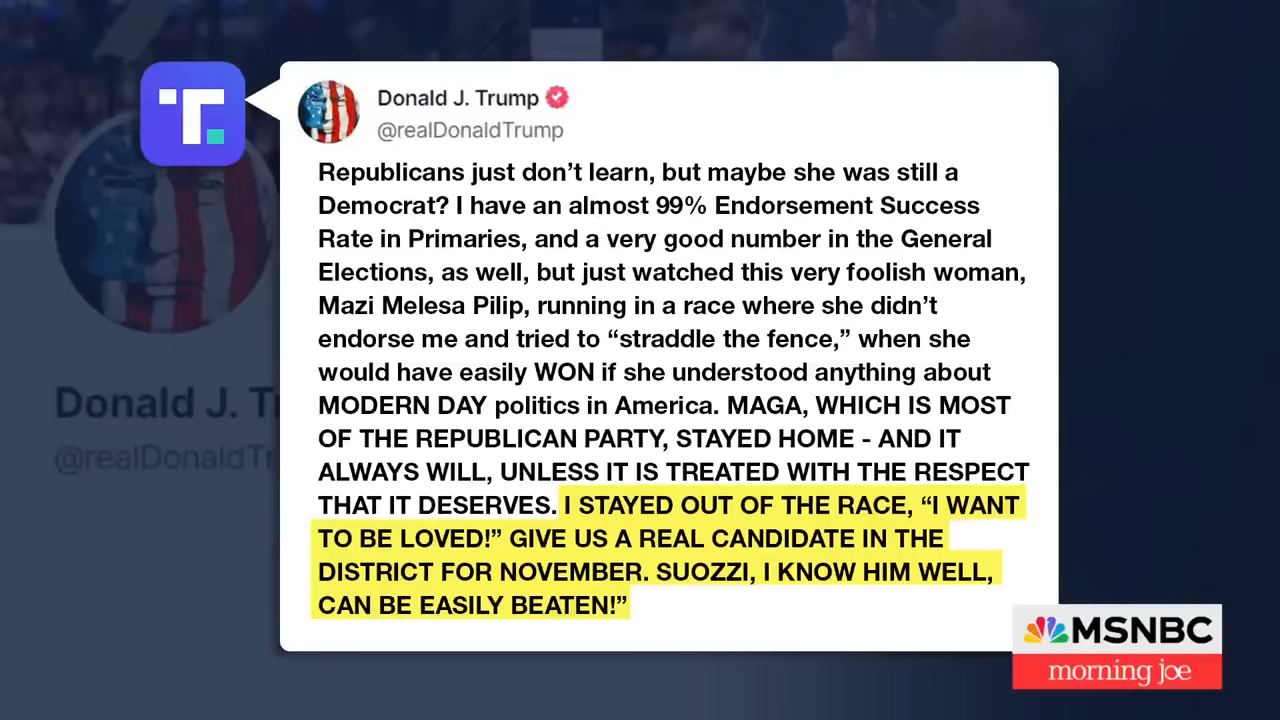 Donald J. Trump
@realDonaldTrump
Republicans just don’t learn, but maybe she was still a
Democrat? I have an almost 99% Endorsement Success
Rate in Primaries, and a very good number in the General
Elections, as well, but just watched this very foolish woman,
Mazi Melesa Pilip, running in a race where she didn’t
endorse me and tried to “straddle the fence,” when she
would have easily WON if she understood anything about
MODERN DAY politics in America. MAGA, WHICH IS MOST
OF THE REPUBLICAN PARTY, STAYED HOME - AND IT
ALWAYS WILL, UNLESS IT IS TREATED WITH THE RESPECT
THAT IT DESERVES. I STAYED OUT OF THE RACE, “I WANT
TO BE LOVED!” GIVE US A REAL CANDIDATE IN THE
DISTRICT FOR NOVEMBER. SUOZZI, I KNOW HIM WELL,
CAN BE EASILY BEATEN!”
Donald J. T
@realDonaldTr
MSNBC
morning joe